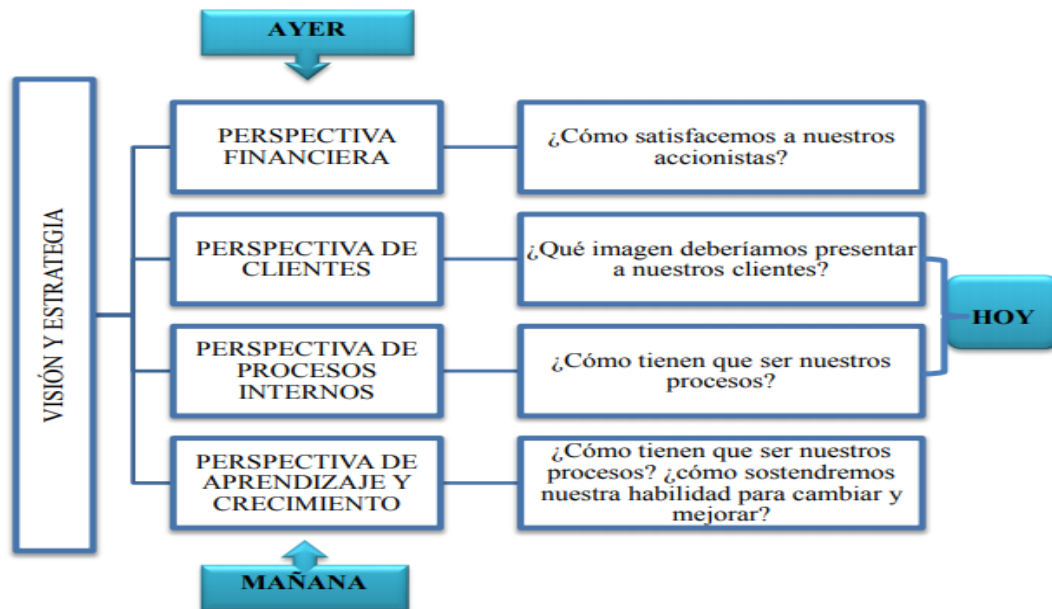 AYER
VISIÓN Y ESTRATEGIA
PERSPECTIVA
FINANCIERA
¿Cómo satisfacemos a nuestros
accionistas?
PERSPECTIVA DE
CLIENTES
¿Qué imagen deberíamos presentar
a nuestros clientes?
HOY
PERSPECTIVA DE
PROCESOS
INTERNOS
¿Cómo tienen que ser nuestros
procesos?
PERSPECTIVA DE
APRENDIZAJE Y
CRECIMIENTO
¿Cómo tienen que ser nuestros
procesos? ¿cómo sostendremos
nuestra habilidad para cambiar y
mejorar?
MAÑANA